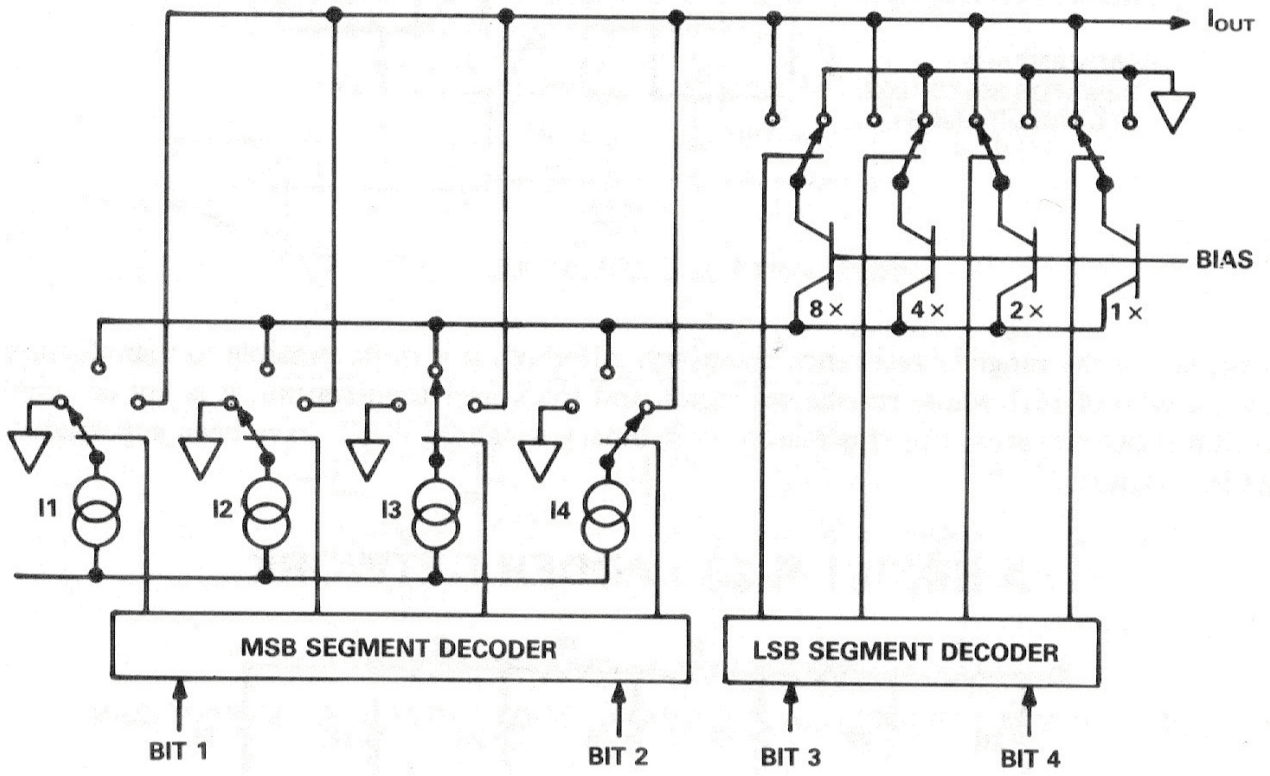 I_OUT
BIAS
8 × 4 × 2 × 1 ×
I1 I2 I3 I4
MSB SEGMENT DECODER LSB SEGMENT DECODER
BIT 1 BIT 2 BIT 3 BIT 4